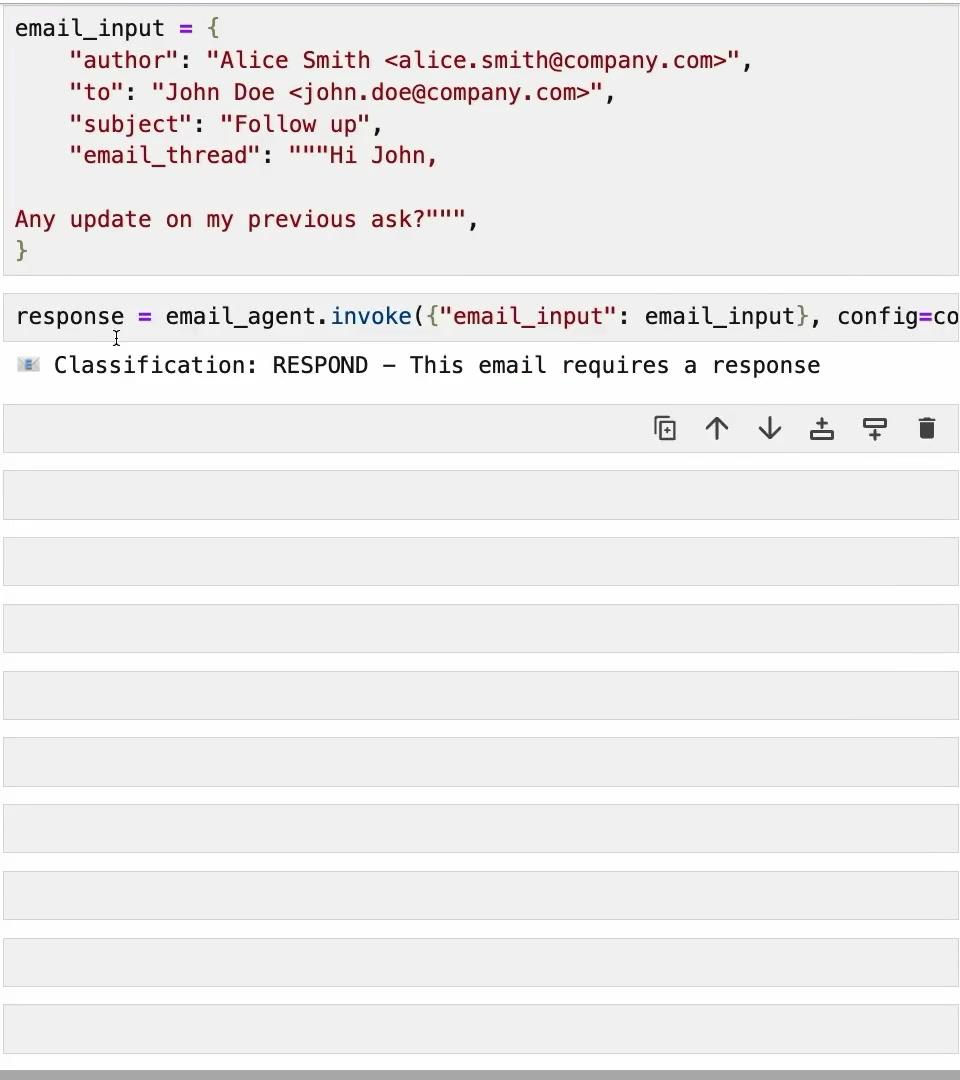 email_input = {
    "author": "Alice Smith <alice.smith@company.com>",
    "to": "John Doe <john.doe@company.com>",
    "subject": "Follow up",
    "email_thread": """Hi John,
Any update on my previous ask?""",
}
response = email_agent.invoke({"email_input": email_input}, config=co
Classification: RESPOND – This email requires a response